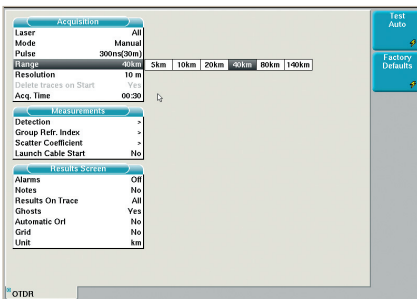 Acquisition
Laser All
Mode Manual
Pulse 300ns(30m)
Range 40km 5km 10km 20km 40km 80km 140km
Resolution 10 m
Delete traces on Start Yes
Acq. Time 00:30
Measurements
Detection >
Group Refr. Index >
Scatter Coefficient >
Launch Cable Start No
Results Screen
Alarms Off
Notes No
Results On Trace All
Ghosts Yes
Automatic Orl No
Grid No
Unit km
Test
Auto
Factory
Defaults
OTDR